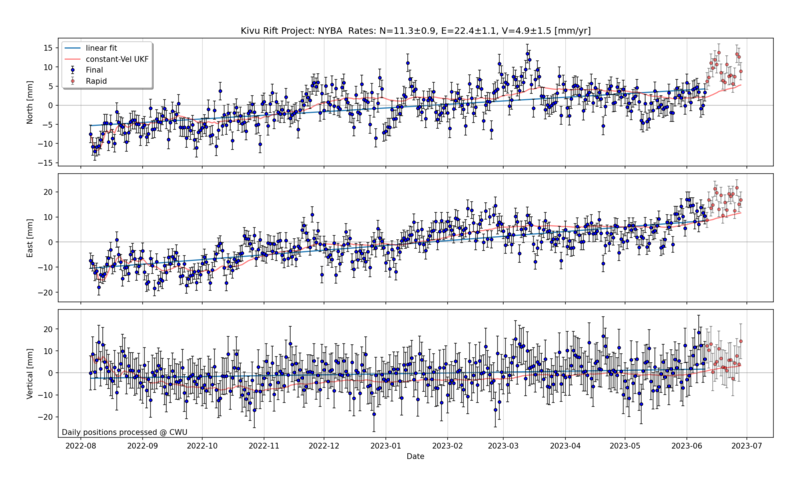 Kivu Rift Project: NYBA  Rates: N=11.3±0.9, E=22.4±1.1, V=4.9±1.5 [mm/yr]
linear fit
constant-Vel UKF
Final
Rapid
North [mm]
15
10
5
0
−5
−10
−15
East [mm]
20
10
0
−10
−20
Vertical [mm]
20
10
0
−10
−20
Daily positions processed @ CWU
2022-08 2022-09 2022-10 2022-11 2022-12 2023-01 2023-02 2023-03 2023-04 2023-05 2023-06 2023-07
Date